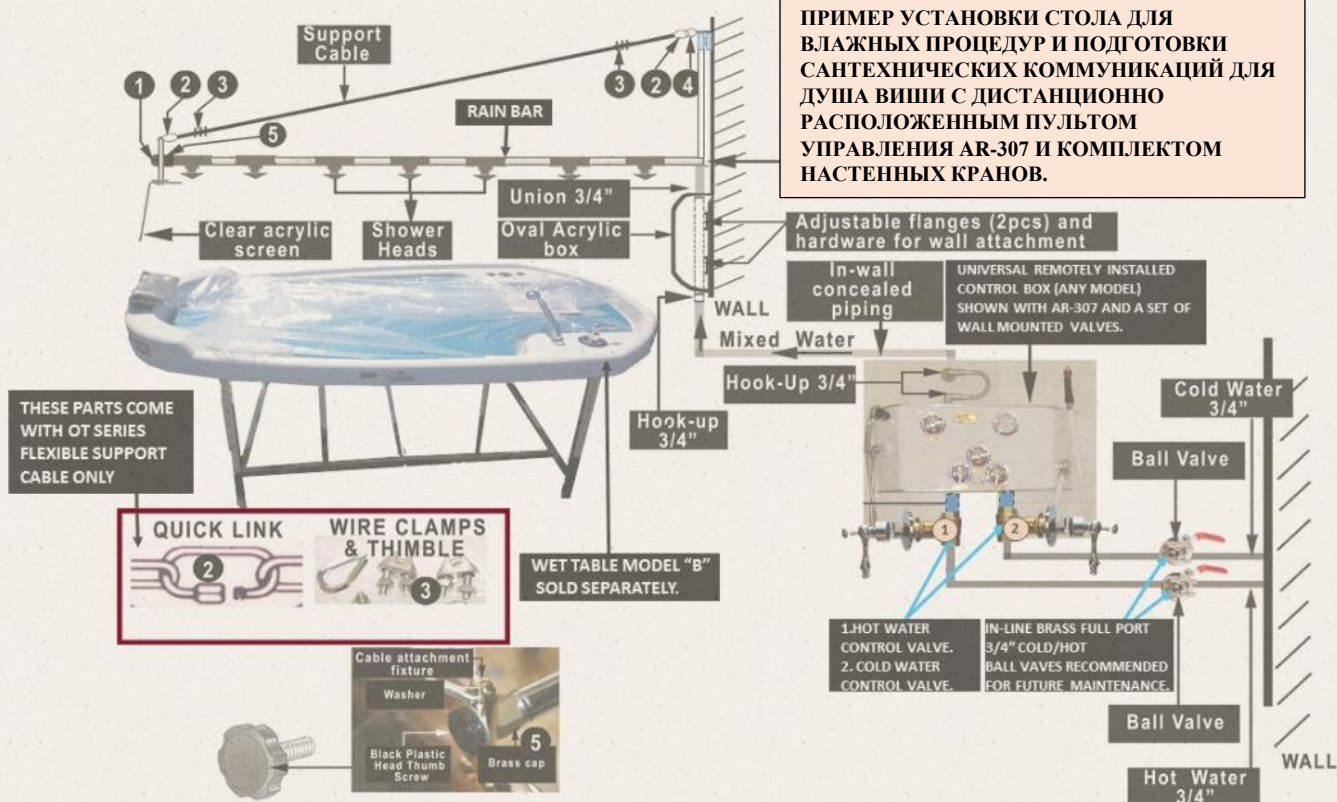 ПРИМЕР УСТАНОВКИ СТОЛА ДЛЯ
ВЛАЖНЫХ ПРОЦЕДУР И ПОДГОТОВКИ
САНТЕХНИЧЕСКИХ КОММУНИКАЦИЙ ДЛЯ
ДУША ВИШИ С ДИСТАНЦИОННО
РАСПОЛОЖЕННЫМ ПУЛЬТОМ
УПРАВЛЕНИЯ AR-307 И КОМПЛЕКТОМ
НАСТЕННЫХ КРАНОВ.
Support
Cable
1
2
3
5
3
2
4
RAIN BAR
Union 3/4"
Clear acrylic
screen
Shower
Heads
Oval Acrylic
box
Adjustable flanges (2pcs) and
hardware for wall attachment
WALL
In-wall
concealed
piping
UNIVERSAL REMOTELY INSTALLED
CONTROL BOX (ANY MODEL)
SHOWN WITH AR-307 AND A SET OF
WALL MOUNTED VALVES.
Mixed Water
Hook-Up 3/4"
Cold Water
3/4"
Hook-up
3/4"
THESE PARTS COME
WITH OT SERIES
FLEXIBLE SUPPORT
CABLE ONLY
Ball Valve
QUICK LINK
2
WIRE CLAMPS
& THIMBLE
3
WET TABLE MODEL "B"
SOLD SEPARATELY.
1
2
1.HOT WATER
CONTROL VALVE.
2. COLD WATER
CONTROL VALVE.
IN-LINE BRASS FULL PORT
3/4" COLD/HOT
BALL VAVES RECOMMENDED
FOR FUTURE MAINTENANCE.
Cable attachment
fixture
Washer
Black Plastic
Head Thumb
Screw
5
Brass cap
Ball Valve
WALL
Hot Water
3/4"